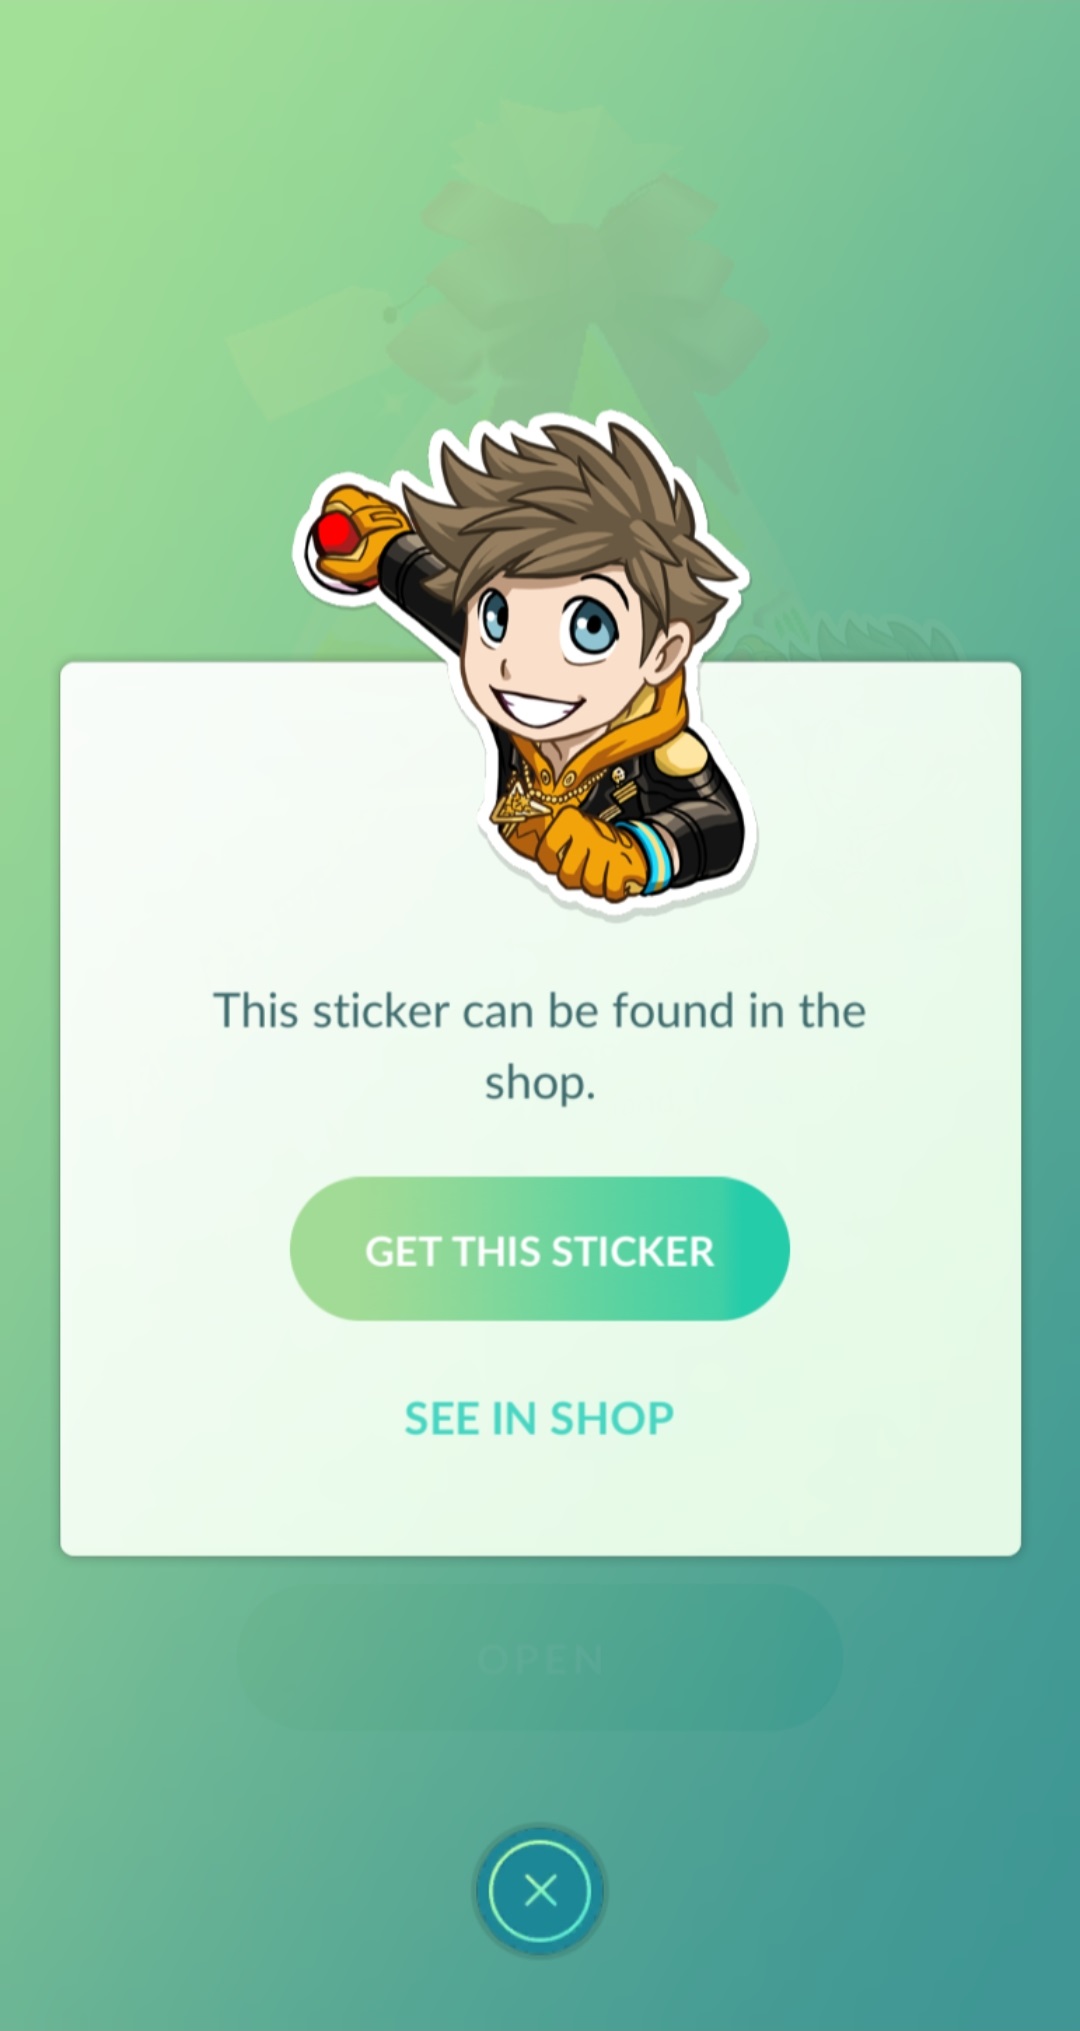 This sticker can be found in the
shop.
GET THIS STICKER
SEE IN SHOP
OPEN